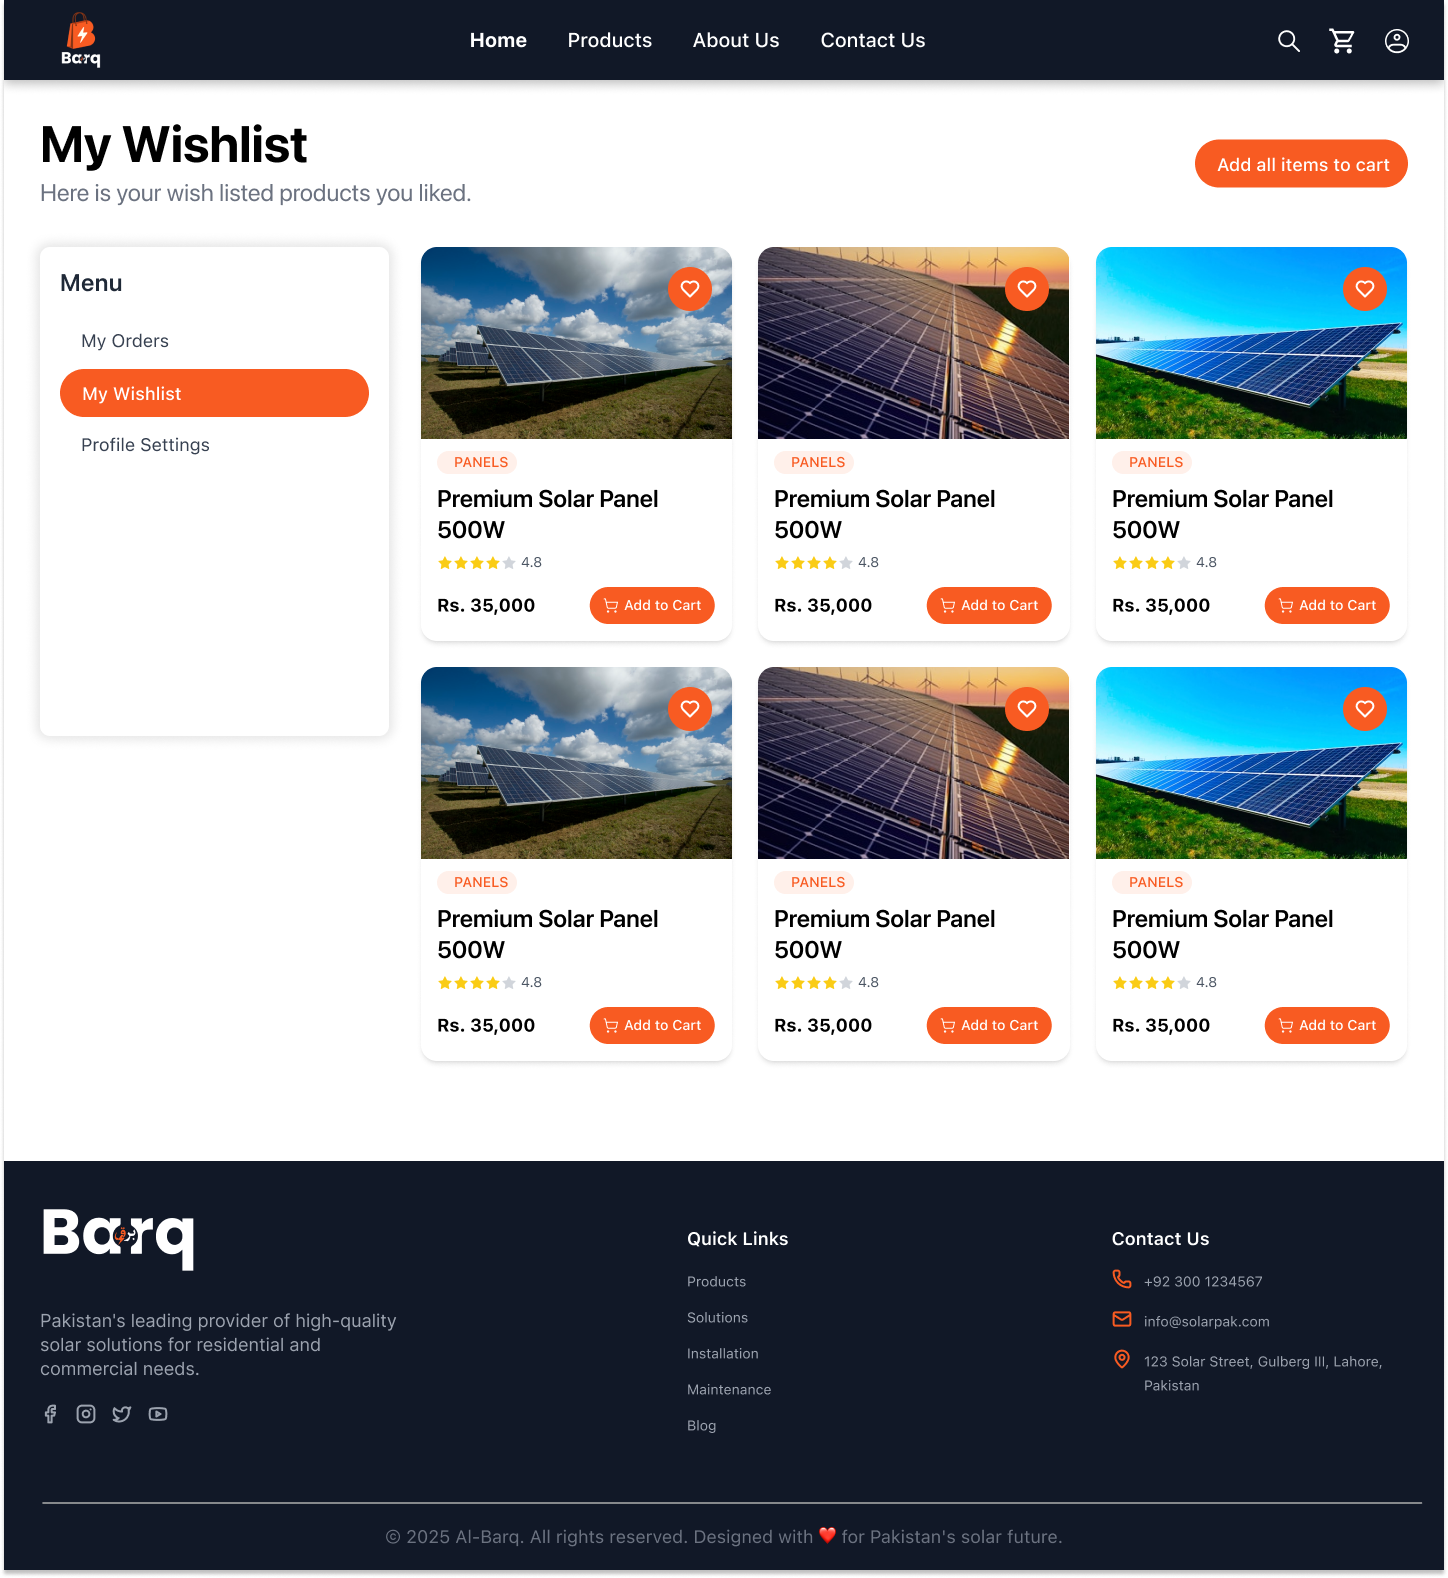 Barq
Home Products About Us Contact Us
My Wishlist
Here is your wish listed products you liked.
Add all items to cart
Menu
My Orders
My Wishlist
Profile Settings
PANELS
Premium Solar Panel
500W
4.8
Rs. 35,000 Add to Cart
PANELS
Premium Solar Panel
500W
4.8
Rs. 35,000 Add to Cart
PANELS
Premium Solar Panel
500W
4.8
Rs. 35,000 Add to Cart
PANELS
Premium Solar Panel
500W
4.8
Rs. 35,000 Add to Cart
PANELS
Premium Solar Panel
500W
4.8
Rs. 35,000 Add to Cart
PANELS
Premium Solar Panel
500W
4.8
Rs. 35,000 Add to Cart
Barq
Pakistan's leading provider of high-quality
solar solutions for residential and
commercial needs.
Quick Links
Products
Solutions
Installation
Maintenance
Blog
Contact Us
+92 300 1234567
info@solarpak.com
123 Solar Street, Gulberg III, Lahore,
Pakistan
© 2025 Al-Barq. All rights reserved. Designed with ❤️ for Pakistan's solar future.